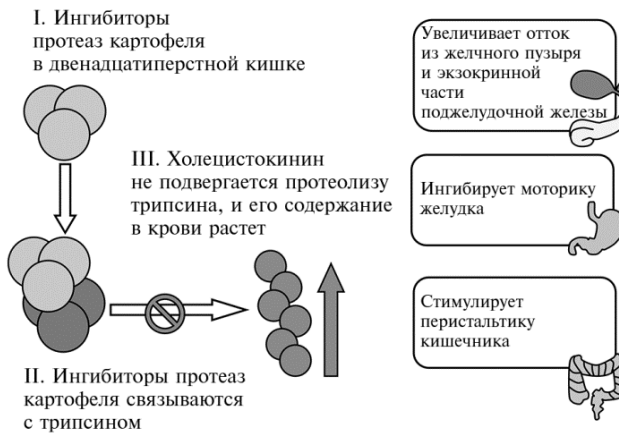 I. Ингибиторы
протеаз картофеля
в двенадцатиперстной кишке
III. Холецистокинин
не подвергается протеолизу
трипсина, и его содержание
в крови растет
II. Ингибиторы протеаз
картофеля связываются
с трипсином
Увеличивает отток
из желчного пузыря
и экзокринной
части
поджелудочной железы
Ингибирует моторику
желудка
Стимулирует
перистальтику
кишечника